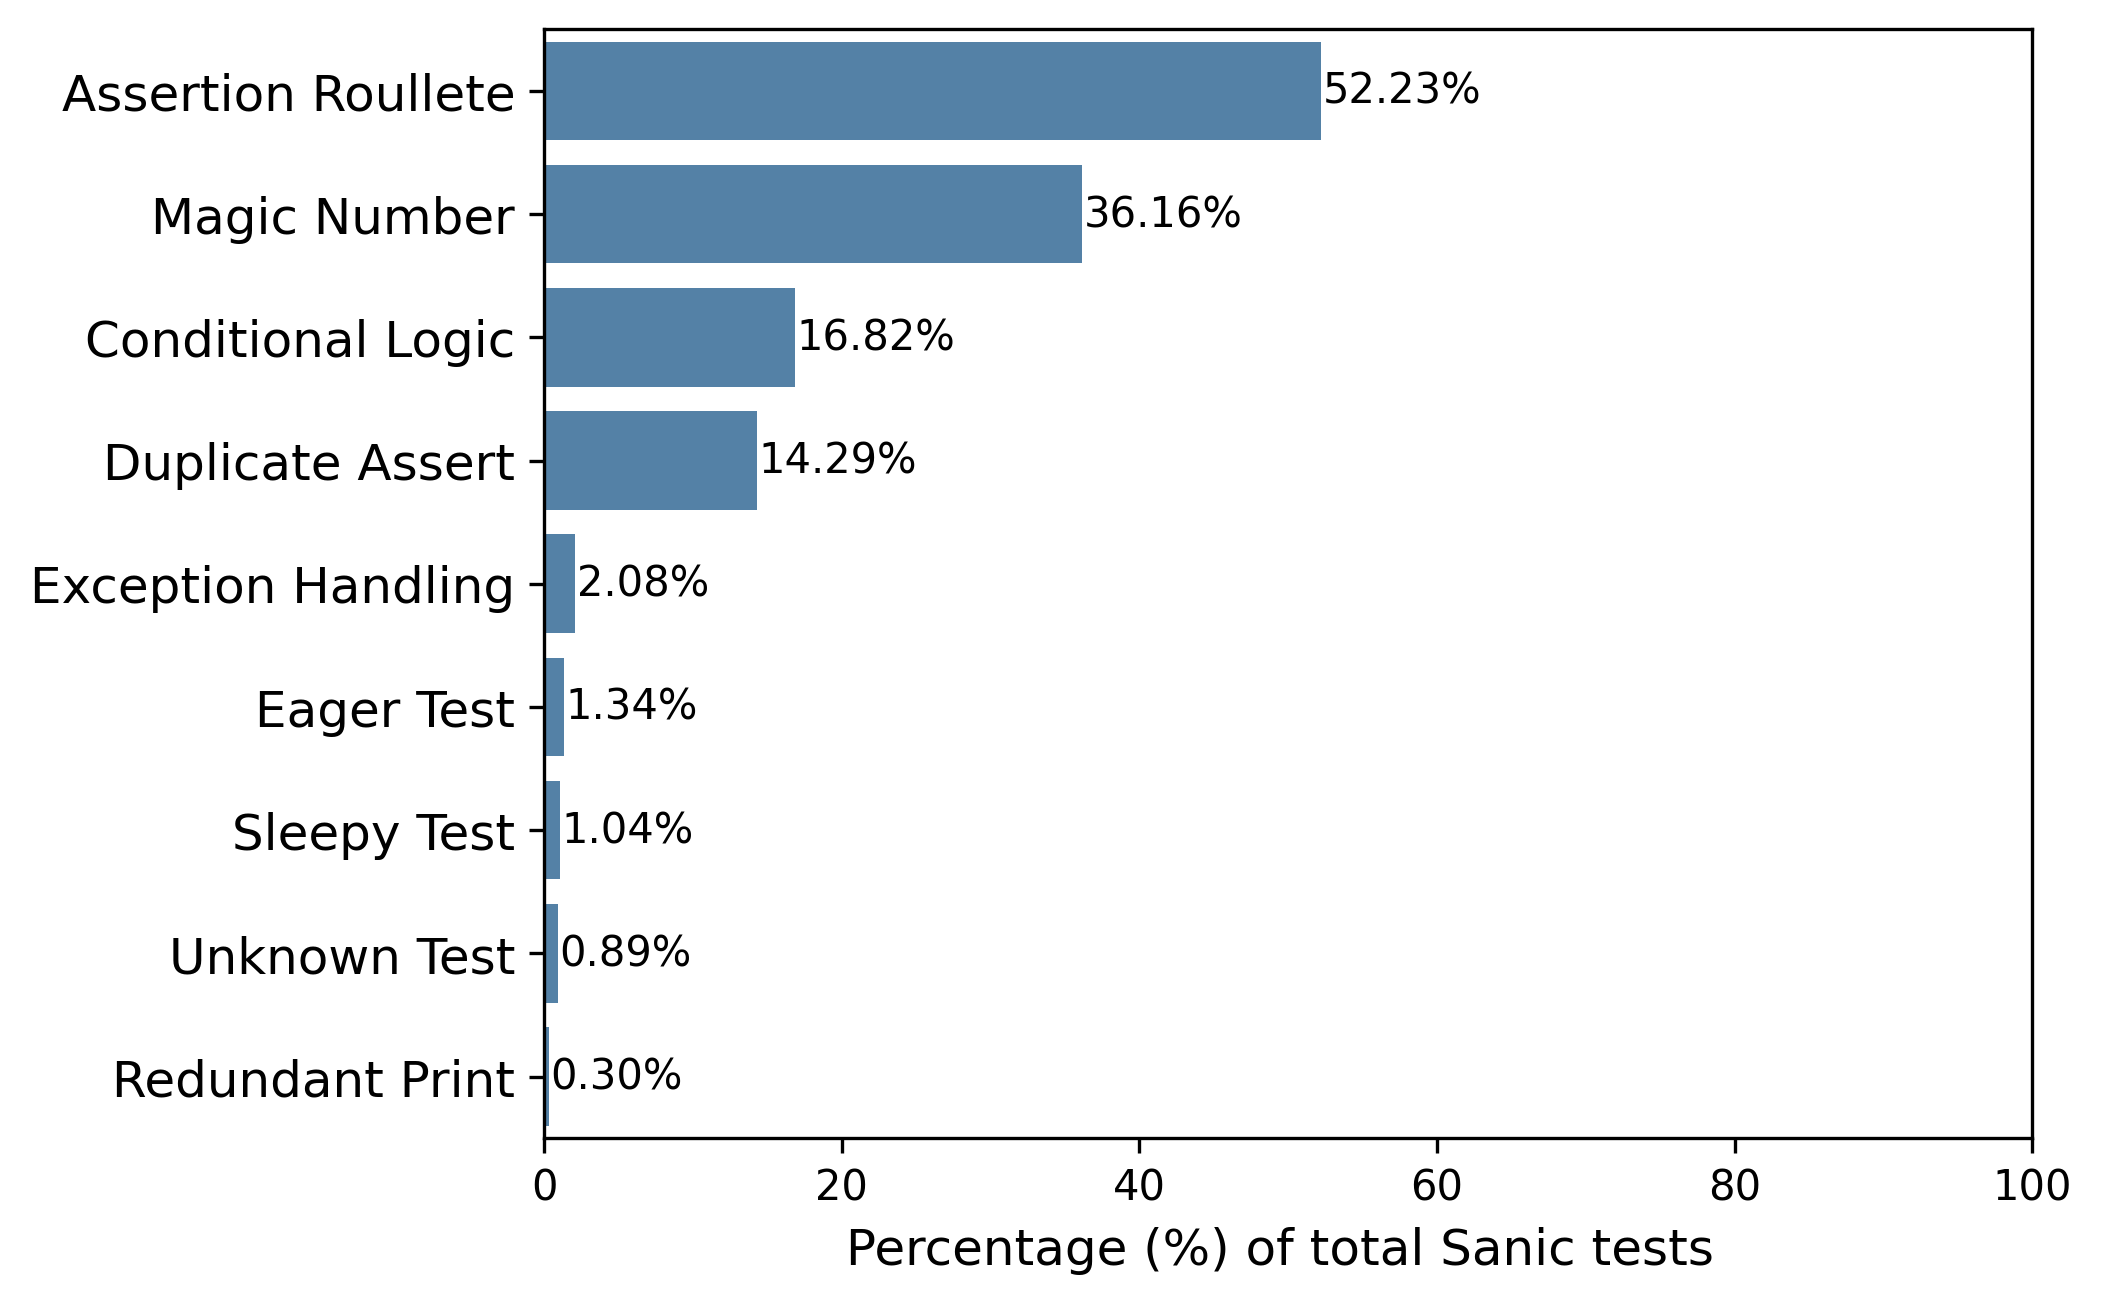 Assertion Roullete 52.23%
Magic Number 36.16%
Conditional Logic 16.82%
Duplicate Assert 14.29%
Exception Handling 2.08%
Eager Test 1.34%
Sleepy Test 1.04%
Unknown Test 0.89%
Redundant Print 0.30%
0 20 40 60 80 100
Percentage (%) of total Sanic tests